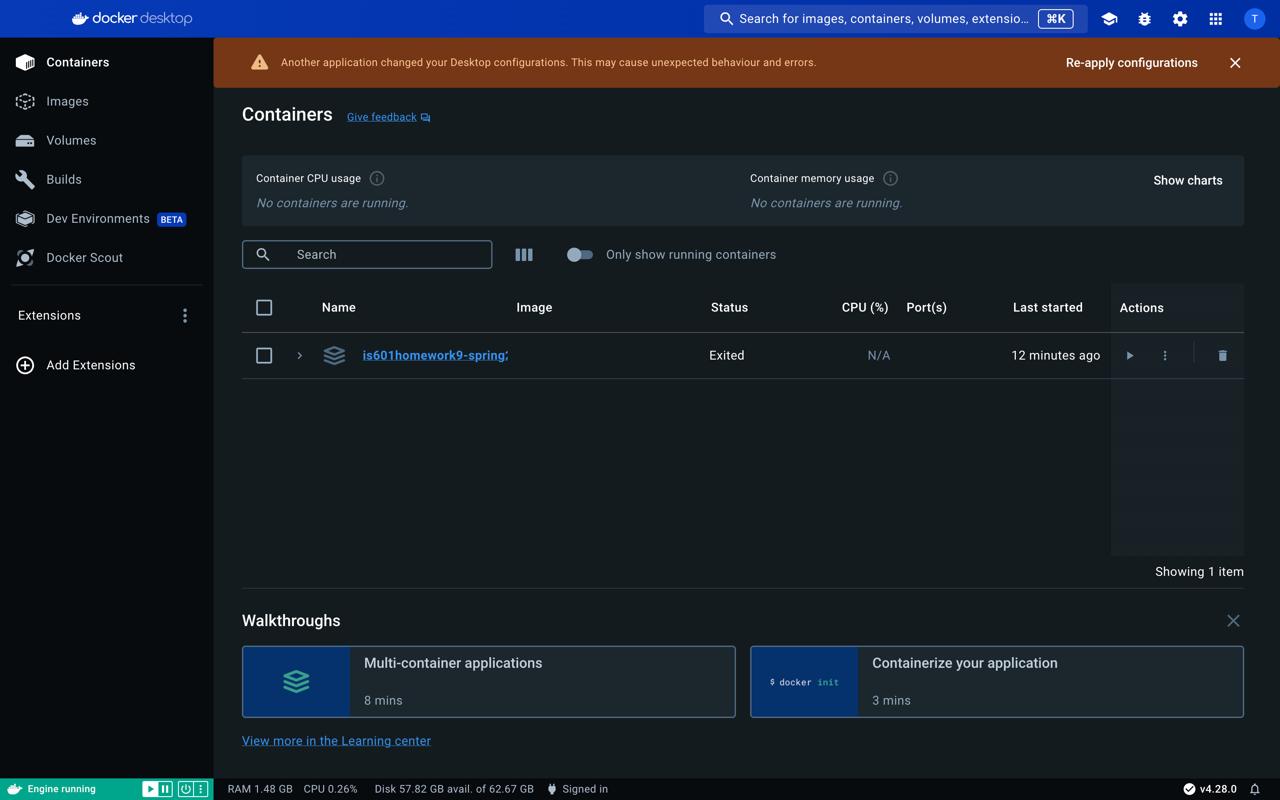 docker desktop
Search for images, containers, volumes, extensio... ⌘K
T
Containers
Images
Volumes
Builds
Dev Environments BETA
Docker Scout
Extensions
Add Extensions
Another application changed your Desktop configurations. This may cause unexpected behaviour and errors.
Re-apply configurations
Containers Give feedback
Container CPU usage
No containers are running.
Container memory usage
No containers are running.
Show charts
Search
Only show running containers
Name Image Status CPU (%) Port(s) Last started Actions
is601homework9-spring Exited N/A 12 minutes ago
Showing 1 item
Walkthroughs
Multi-container applications
8 mins
$ docker init
Containerize your application
3 mins
View more in the Learning center
Engine running
RAM 1.48 GB CPU 0.26% Disk 57.82 GB avail. of 62.67 GB Signed in
v4.28.0